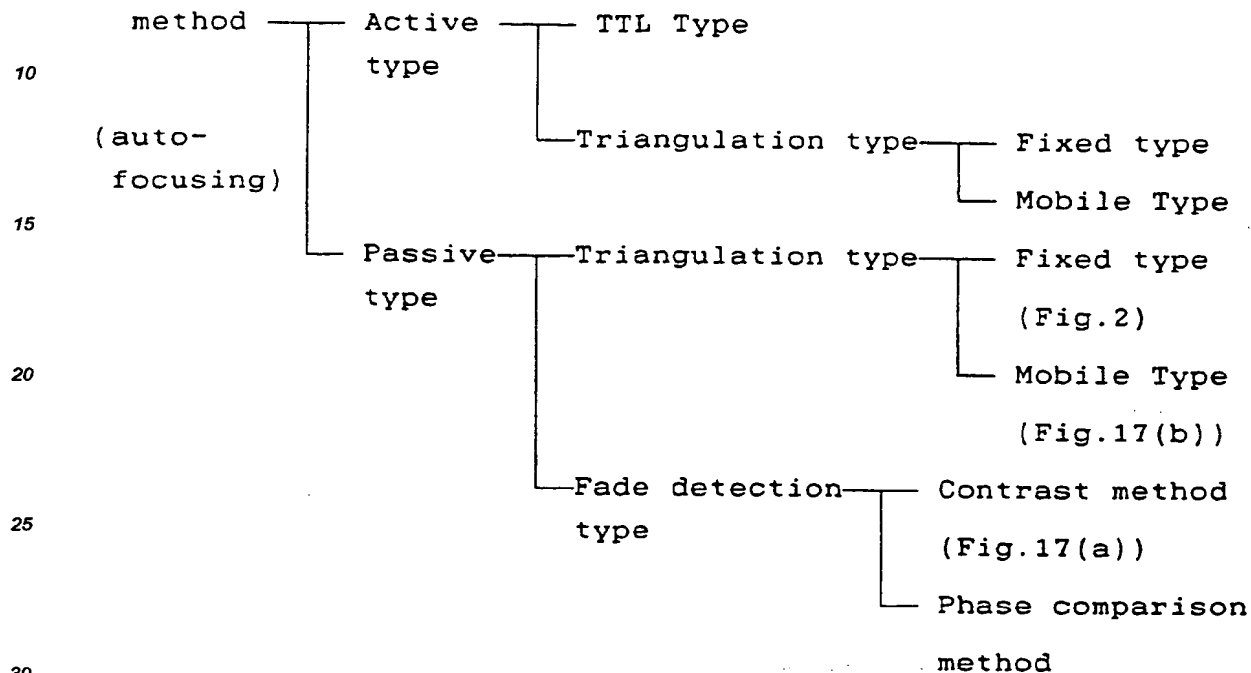 method Active TTL Type
type
10
Triangulation type Fixed type
(auto-
focusing)
Mobile Type
15
Passive Triangulation type Fixed type
type
(Fig.2)
20
Mobile Type
(Fig.17(b))
Fade detection Contrast method
type
25
(Fig.17(a))
Phase comparison
method
30